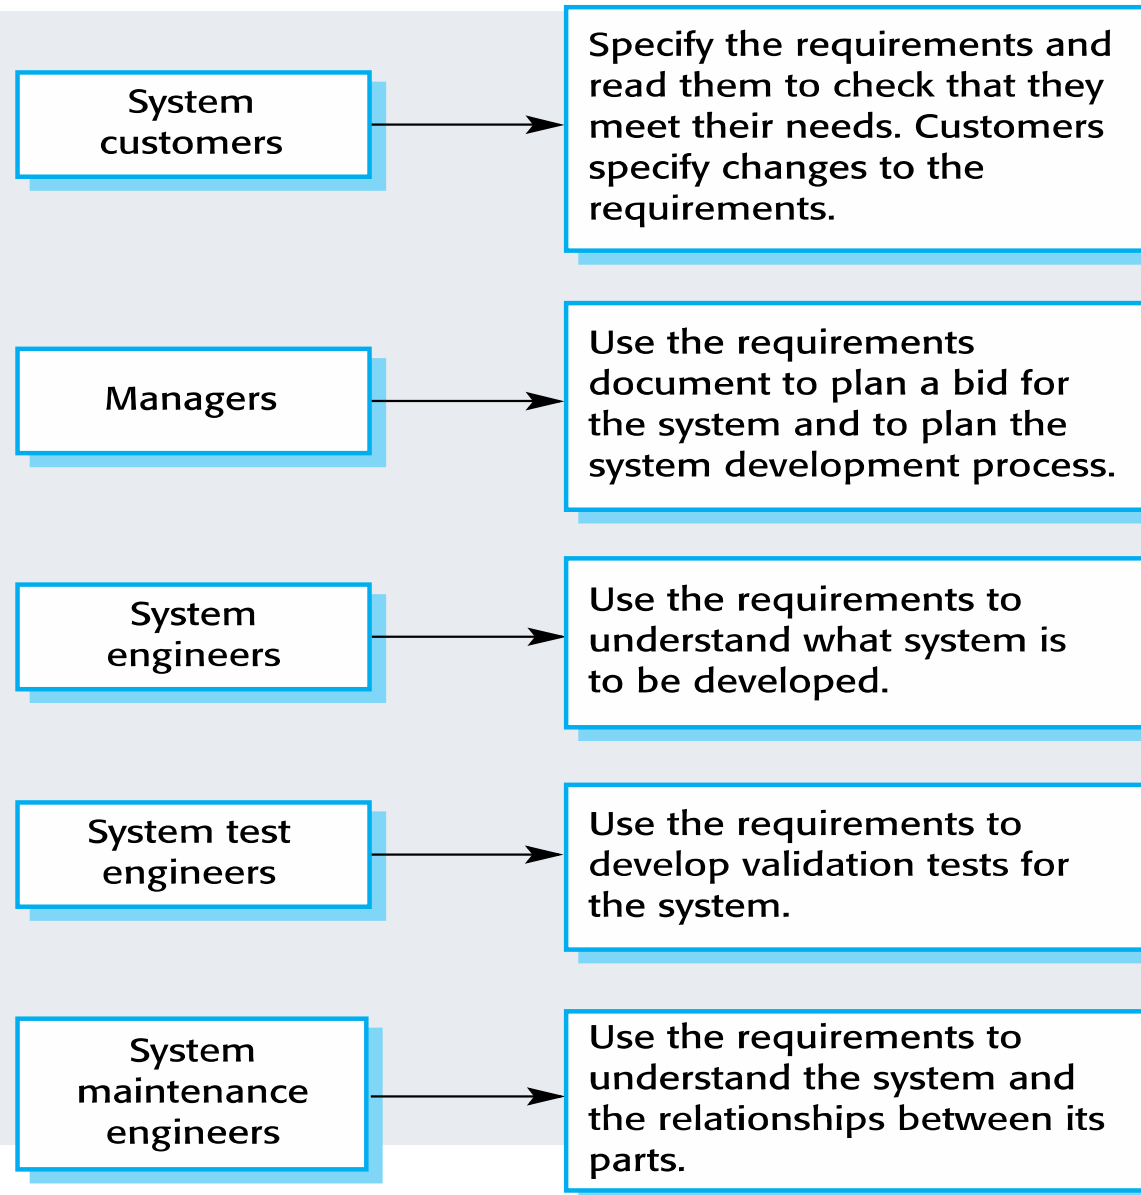 System
customers
Specify the requirements and
read them to check that they
meet their needs. Customers
specify changes to the
requirements.
Managers
Use the requirements
document to plan a bid for
the system and to plan the
system development process.
System
engineers
Use the requirements to
understand what system is
to be developed.
System test
engineers
Use the requirements to
develop validation tests for
the system.
System
maintenance
engineers
Use the requirements to
understand the system and
the relationships between its
parts.